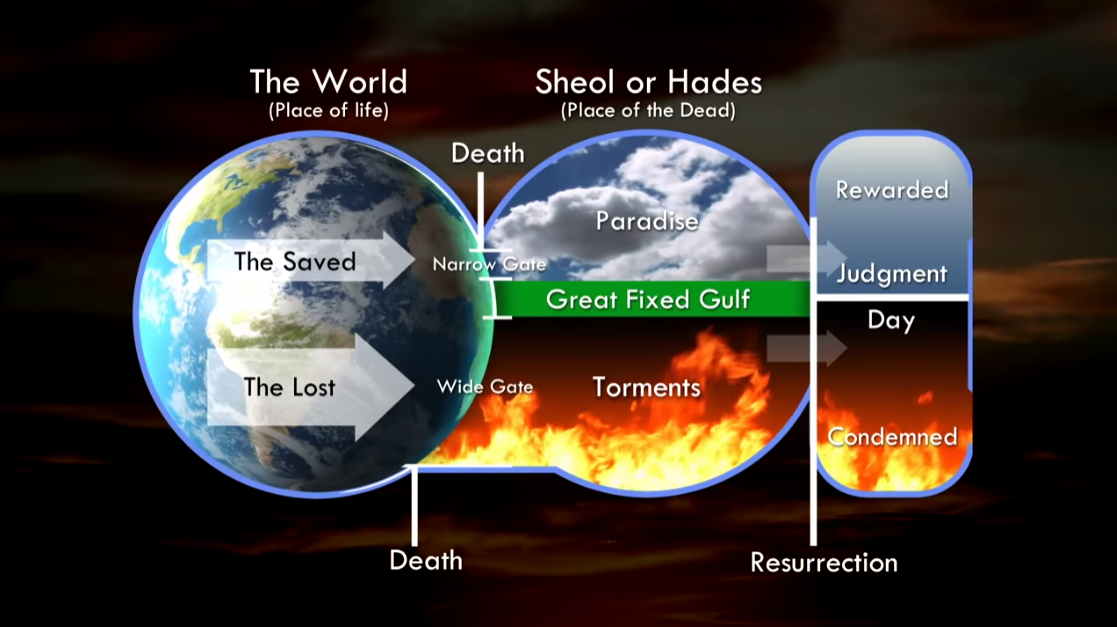 The World
(Place of life)
Sheol or Hades
(Place of the Dead)
Death
Paradise
Rewarded
The Saved
Narrow Gate
Judgment
Great Fixed Gulf
Day
The Lost
Wide Gate
Torments
Condemned
Death
Resurrection